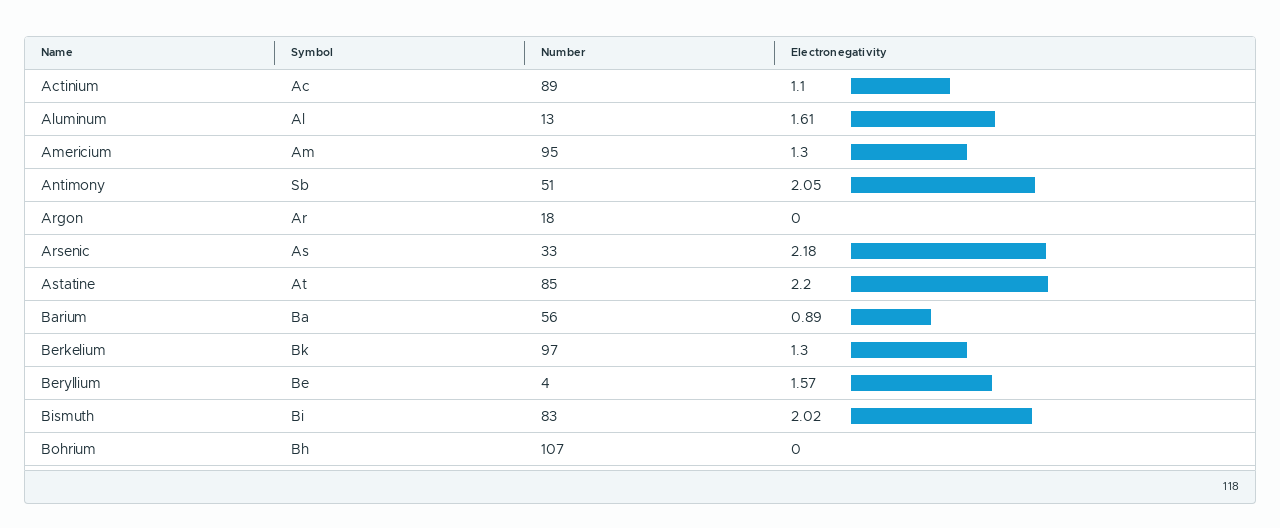 Name Symbol Number Electronegativity
Actinium Ac 89 1.1
Aluminum Al 13 1.61
Americium Am 95 1.3
Antimony Sb 51 2.05
Argon Ar 18 0
Arsenic As 33 2.18
Astatine At 85 2.2
Barium Ba 56 0.89
Berkelium Bk 97 1.3
Beryllium Be 4 1.57
Bismuth Bi 83 2.02
Bohrium Bh 107 0
118